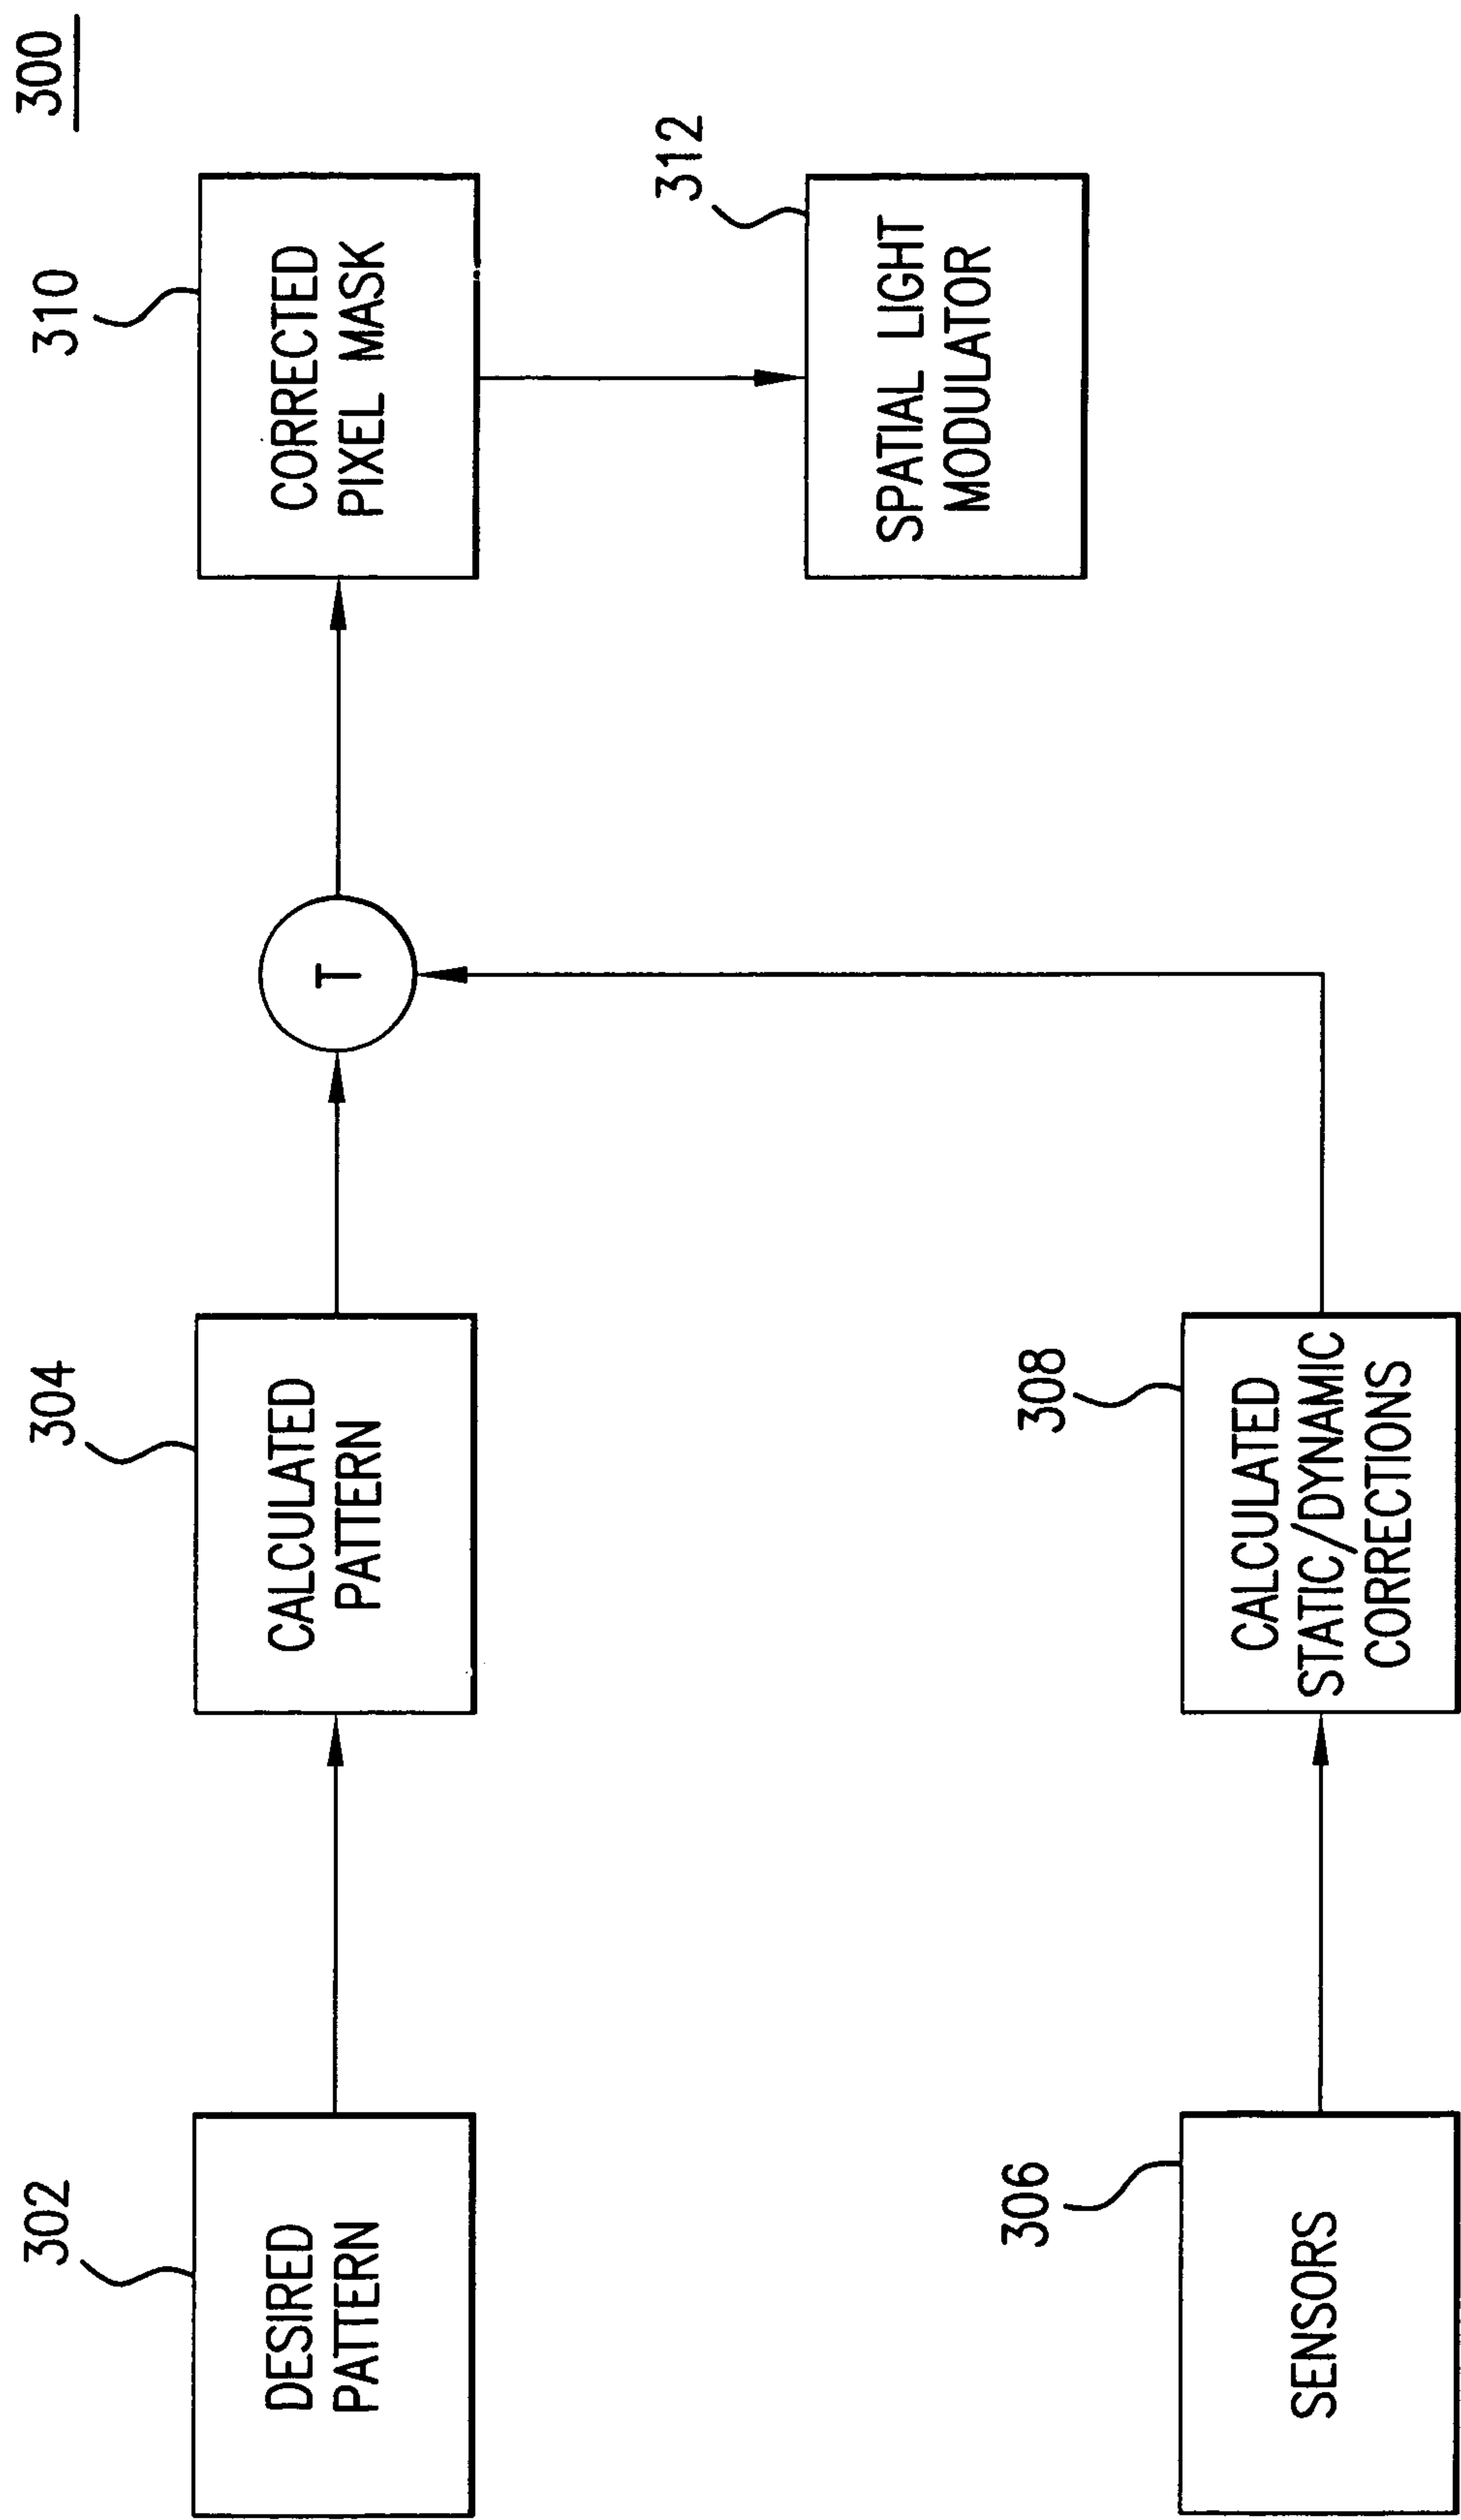 300
302
DESIRED
PATTERN
304
CALCULATED
PATTERN
T
310
CORRECTED
PIXEL MASK
312
SPATIAL LIGHT
MODULATOR
306
SENSORS
308
CALCULATED
STATIC/DYNAMIC
CORRECTIONS